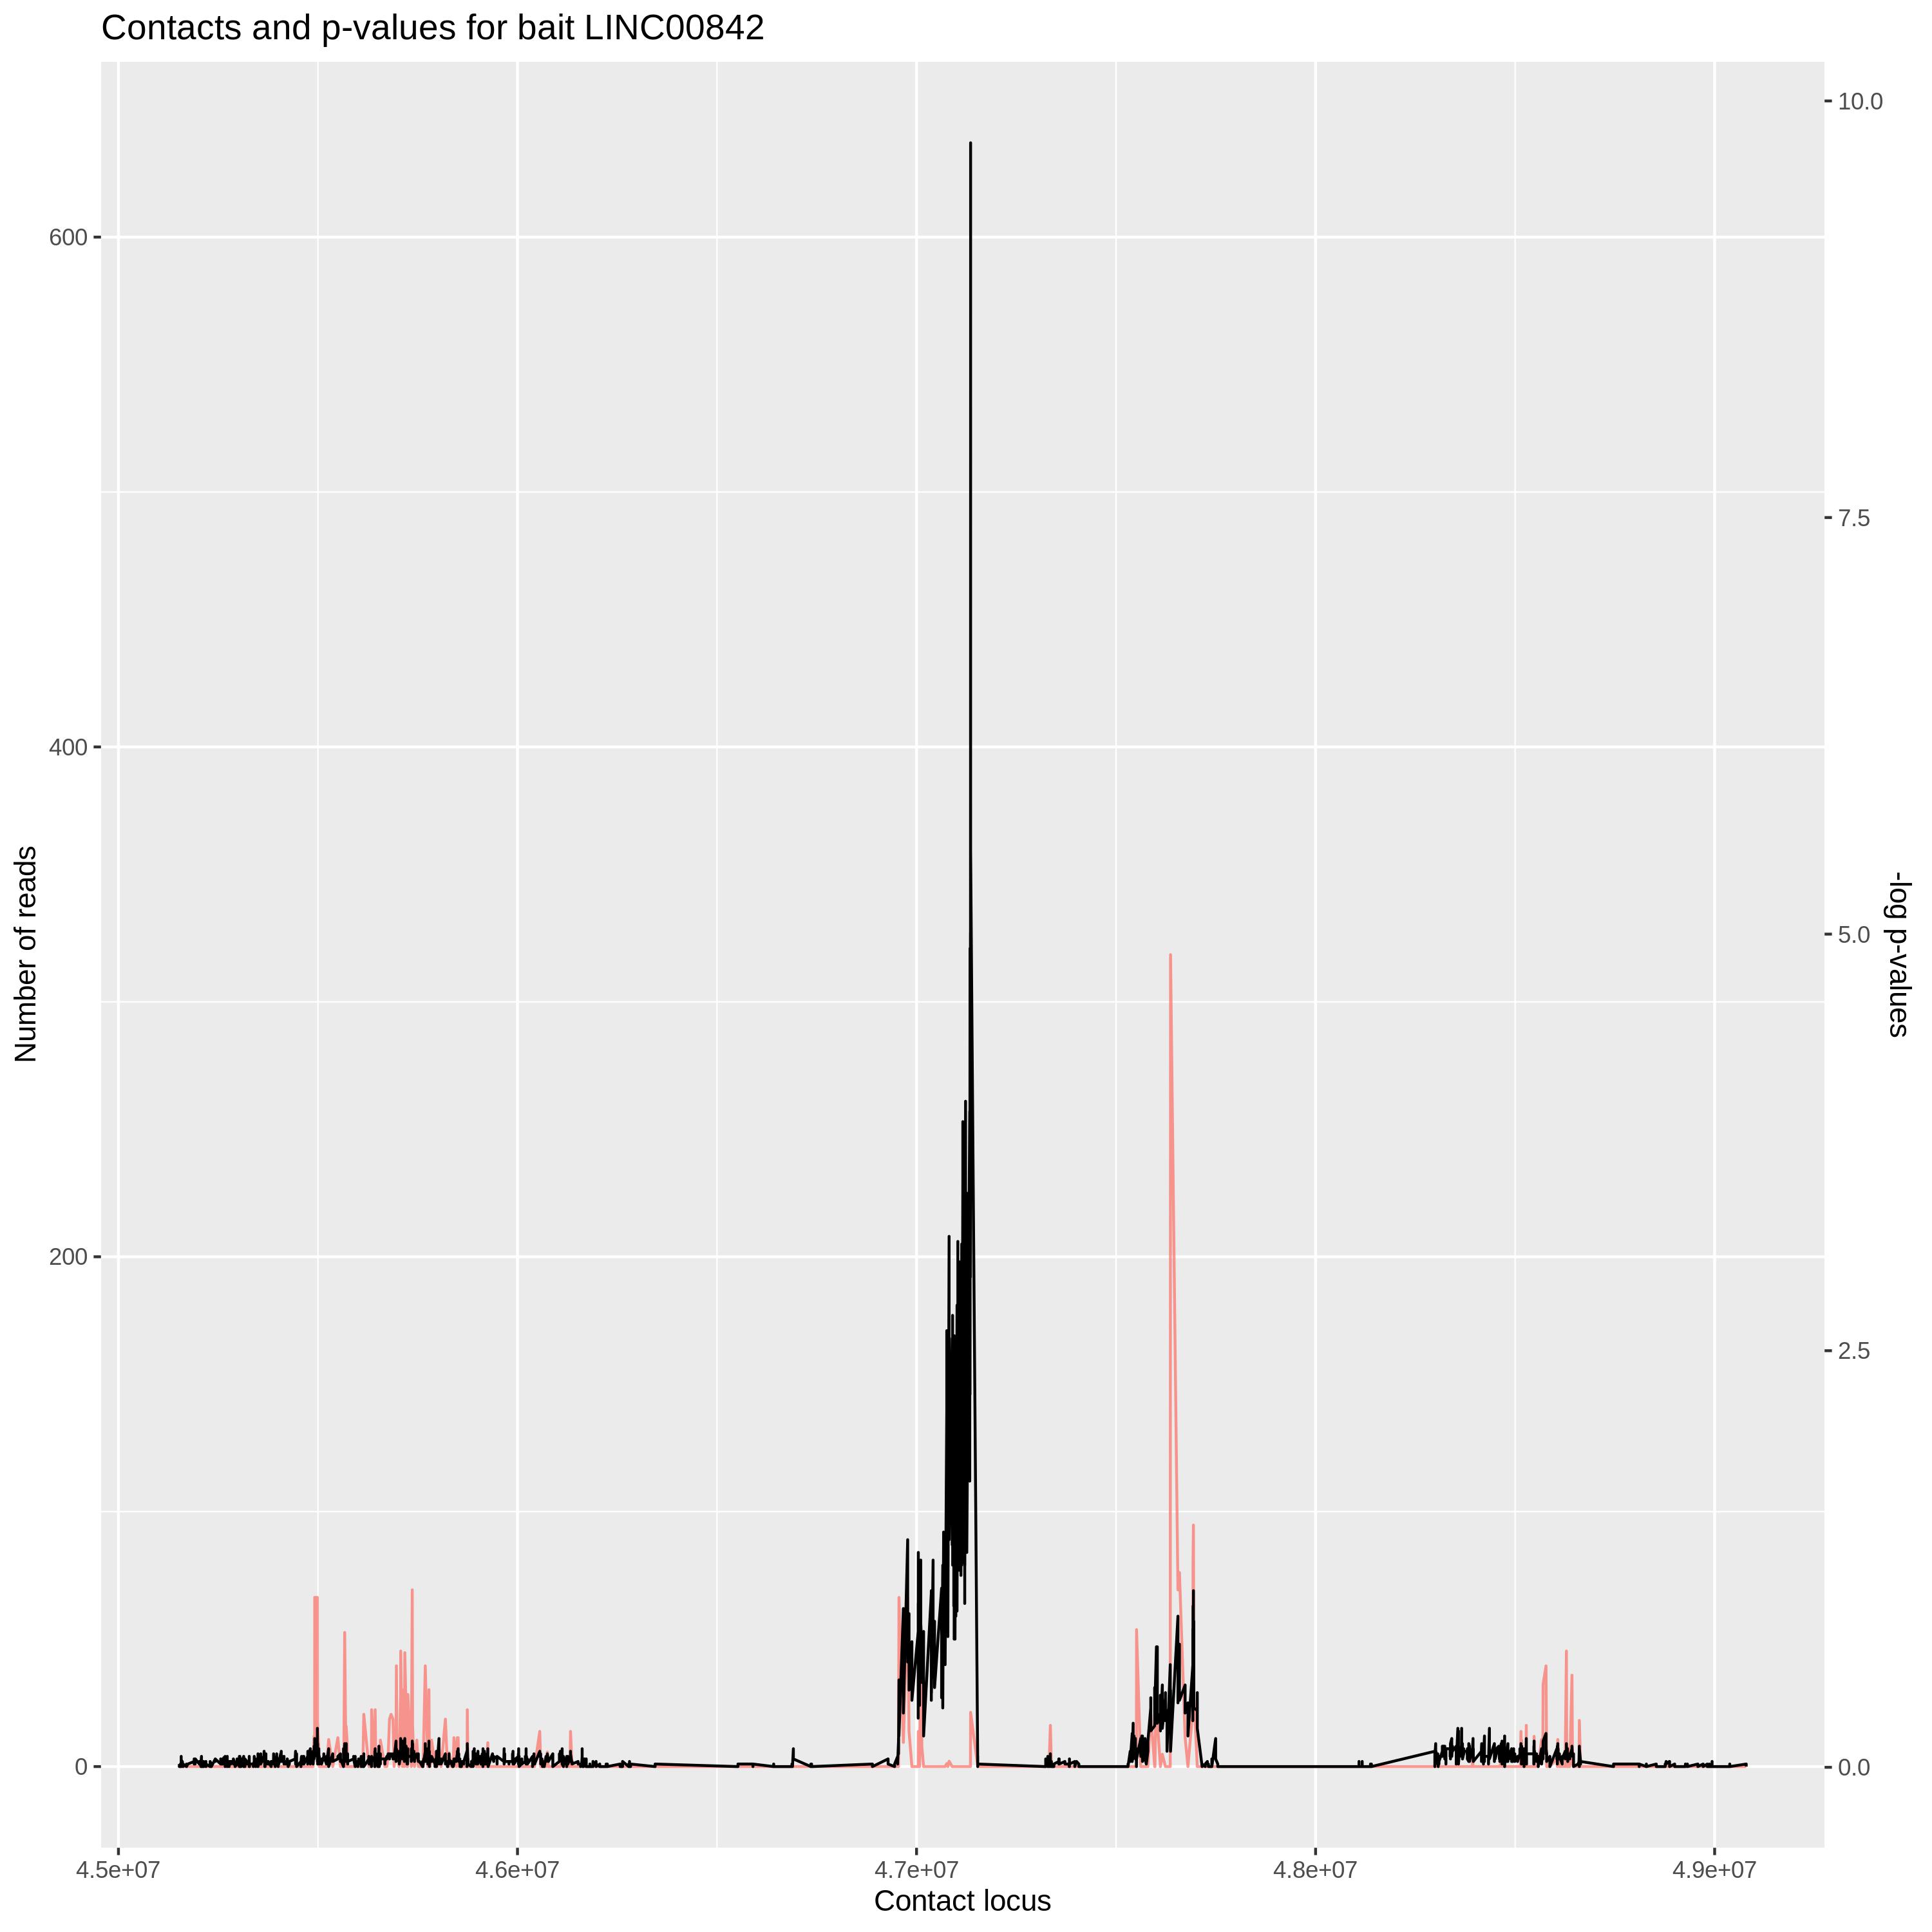 Contacts and p-values for bait LINC00842
Number of reads
600
400
200
0
10.0
7.5
5.0
2.5
0.0
-log p-values
4.5e+07
4.6e+07
4.7e+07
4.8e+07
4.9e+07
Contact locus